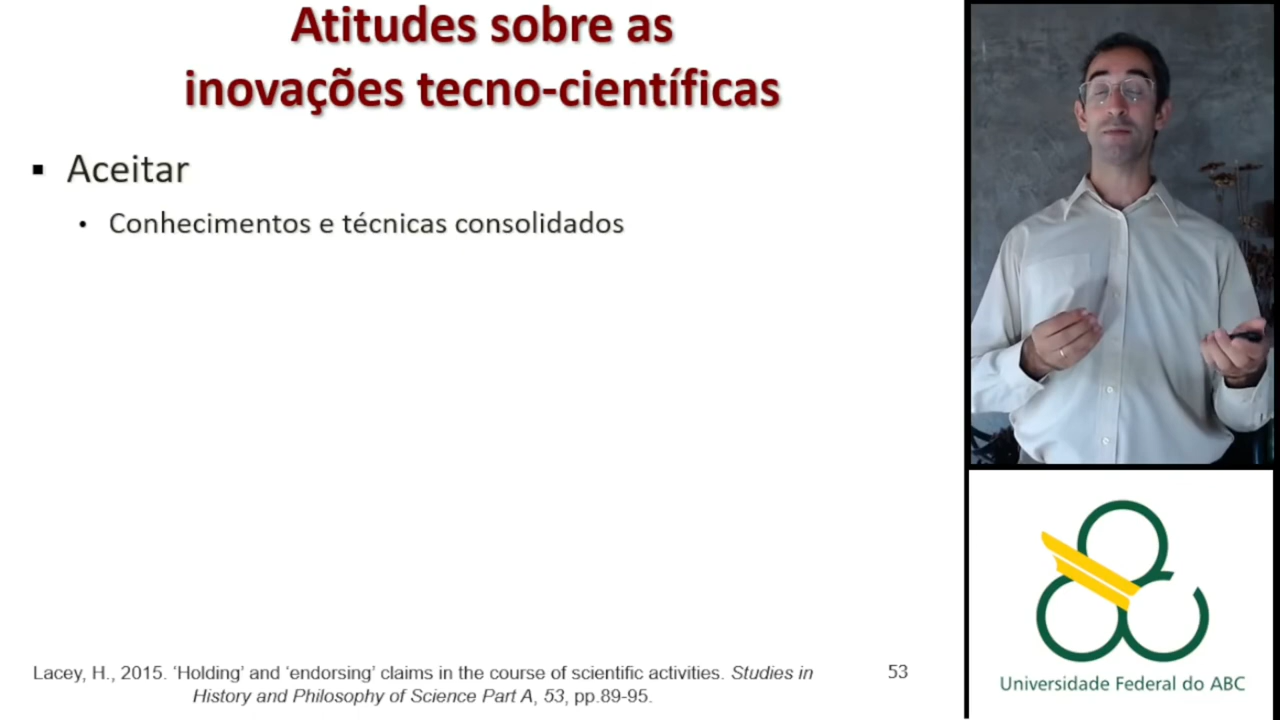 Atitudes sobre as
inovações tecno-científicas
▪ Aceitar
• Conhecimentos e técnicas consolidados
Lacey, H., 2015. ‘Holding’ and ‘endorsing’ claims in the course of scientific activities. Studies in
History and Philosophy of Science Part A, 53, pp.89-95.
53
Universidade Federal do ABC